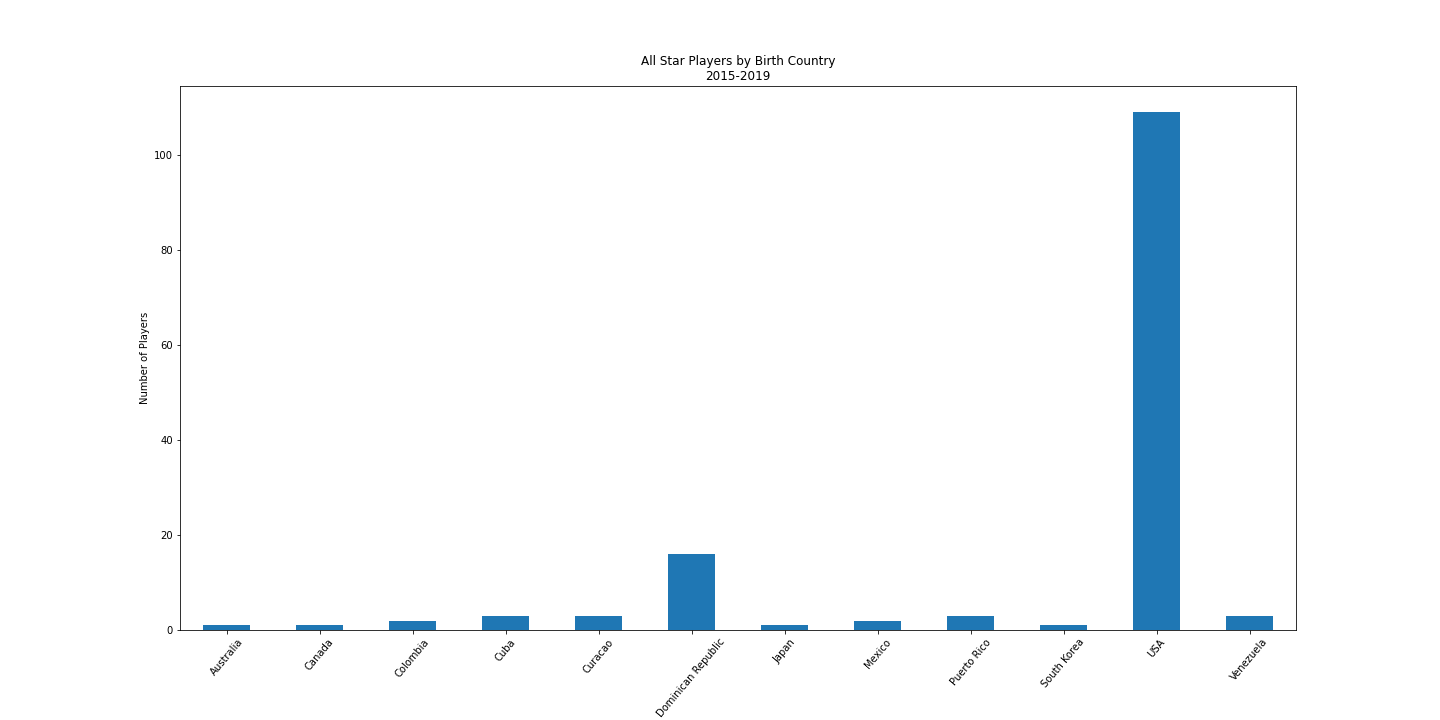 All Star Players by Birth Country
2015-2019
Number of Players
100
80
60
40
20
0
Australia
Canada
Colombia
Cuba
Curacao
Dominican Republic
Japan
Mexico
Puerto Rico
South Korea
USA
Venezuela